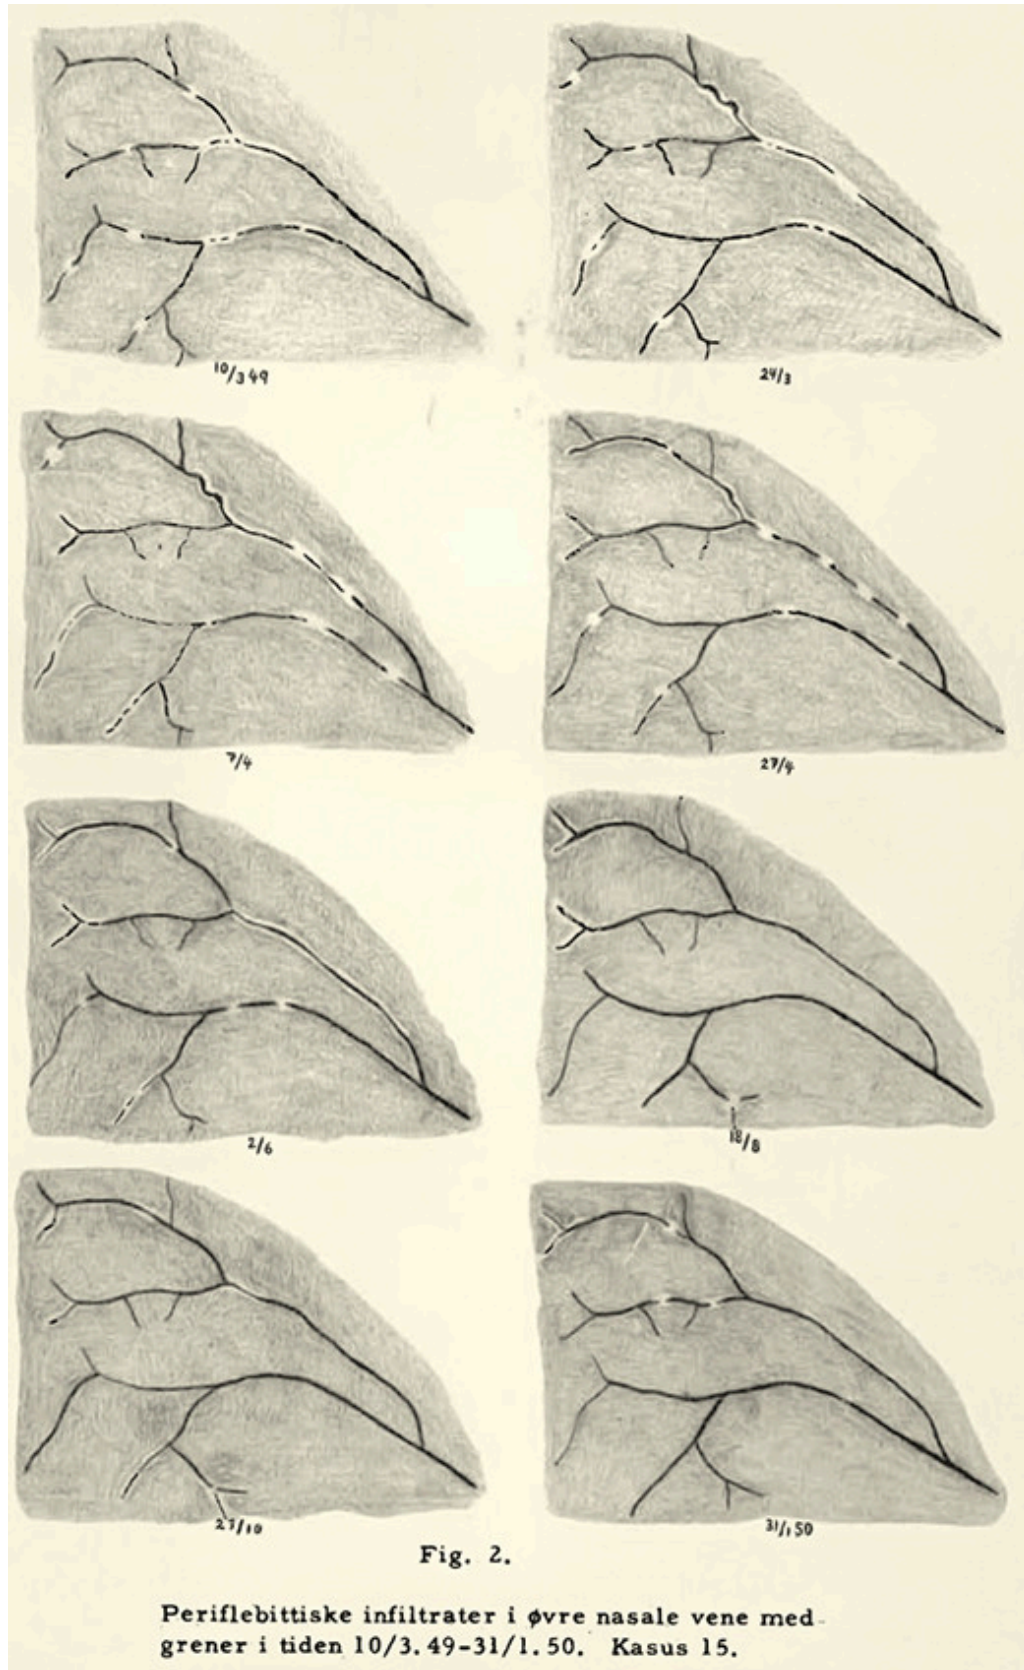 10/3 49
24/3
7/4
27/4
2/6
18/8
27/10
31/1 50
Fig. 2.
Periflebittiske infiltrater i øvre nasale vene med
grener i tiden 10/3.49-31/1.50. Kasus 15.